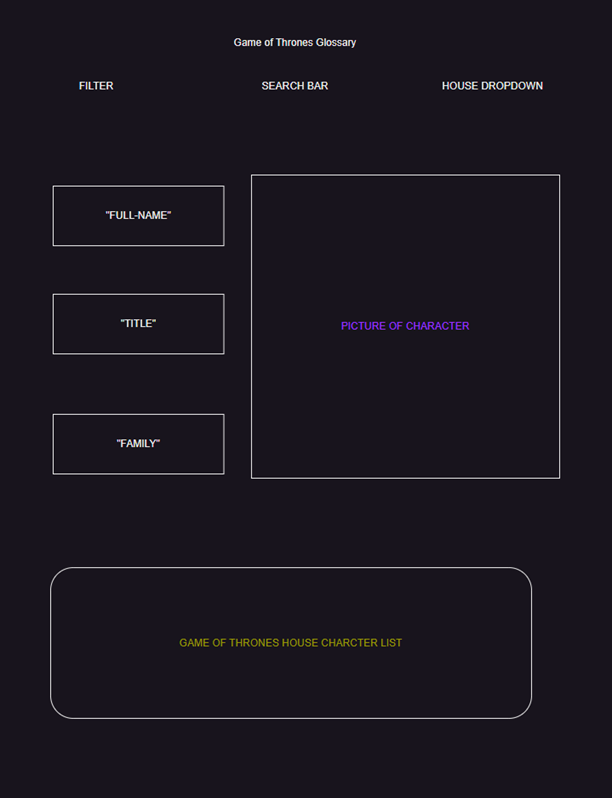 Game of Thrones Glossary
FILTER SEARCH BAR HOUSE DROPDOWN
"FULL-NAME"
"TITLE"
PICTURE OF CHARACTER
"FAMILY"
GAME OF THRONES HOUSE CHARCTER LIST